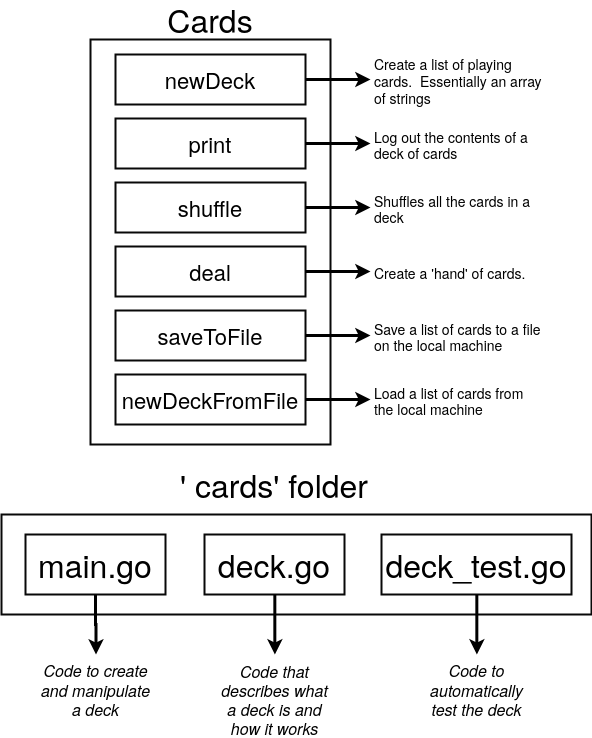 Cards
newDeck
Create a list of playing
cards.  Essentially an array
of strings
print
Log out the contents of a
deck of cards
shuffle
Shuffles all the cards in a
deck
deal
Create a 'hand' of cards.
saveToFile
Save a list of cards to a file
on the local machine
newDeckFromFile
Load a list of cards from
the local machine
' cards' folder
main.go
deck.go
deck_test.go
Code to create
and manipulate
a deck
Code that
describes what
a deck is and
how it works
Code to
automatically
test the deck